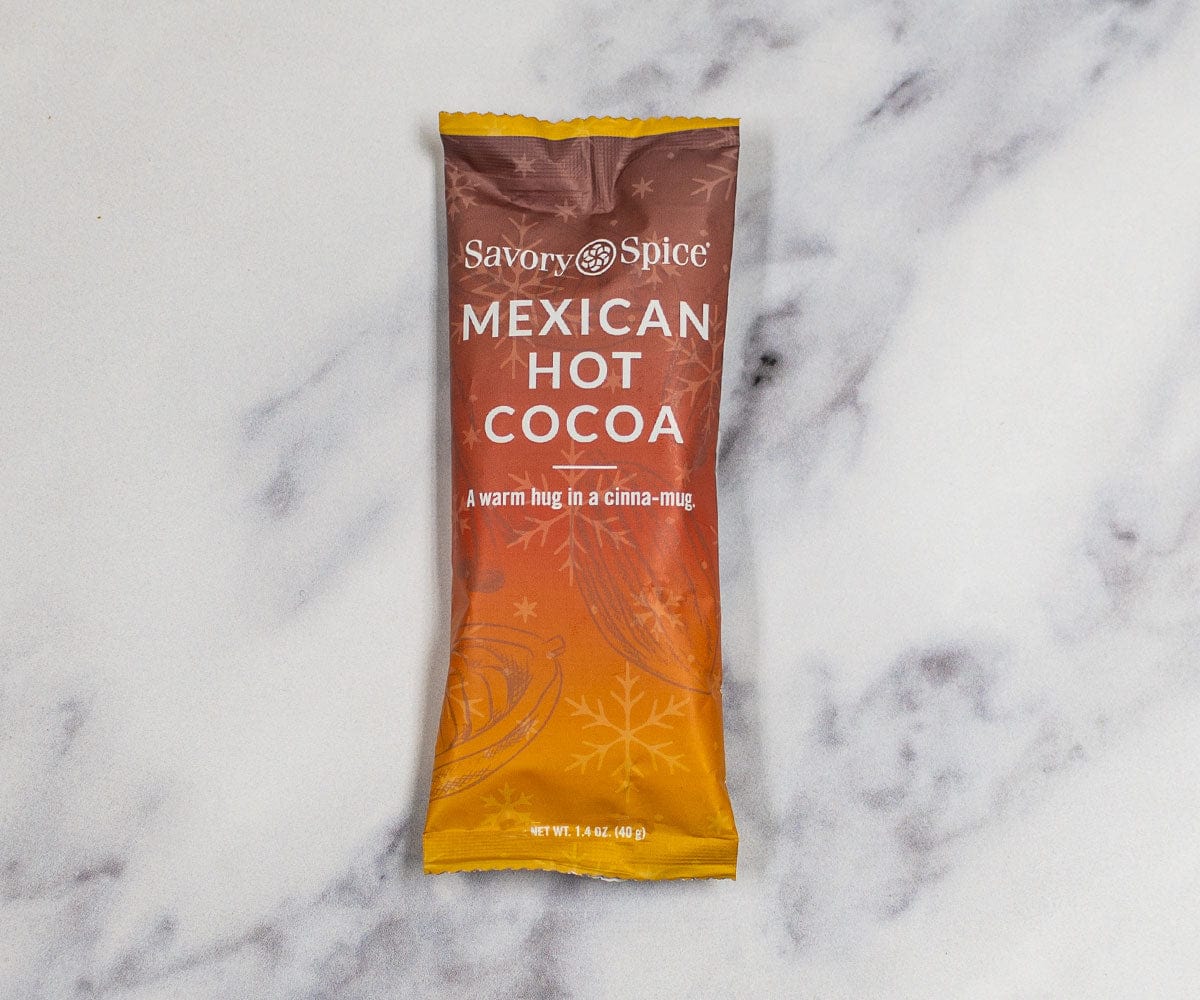 Savory Spice®
MEXICAN
HOT
COCOA
A warm hug in a cinna-mug.
NET WT. 1.4 OZ. (40 g)